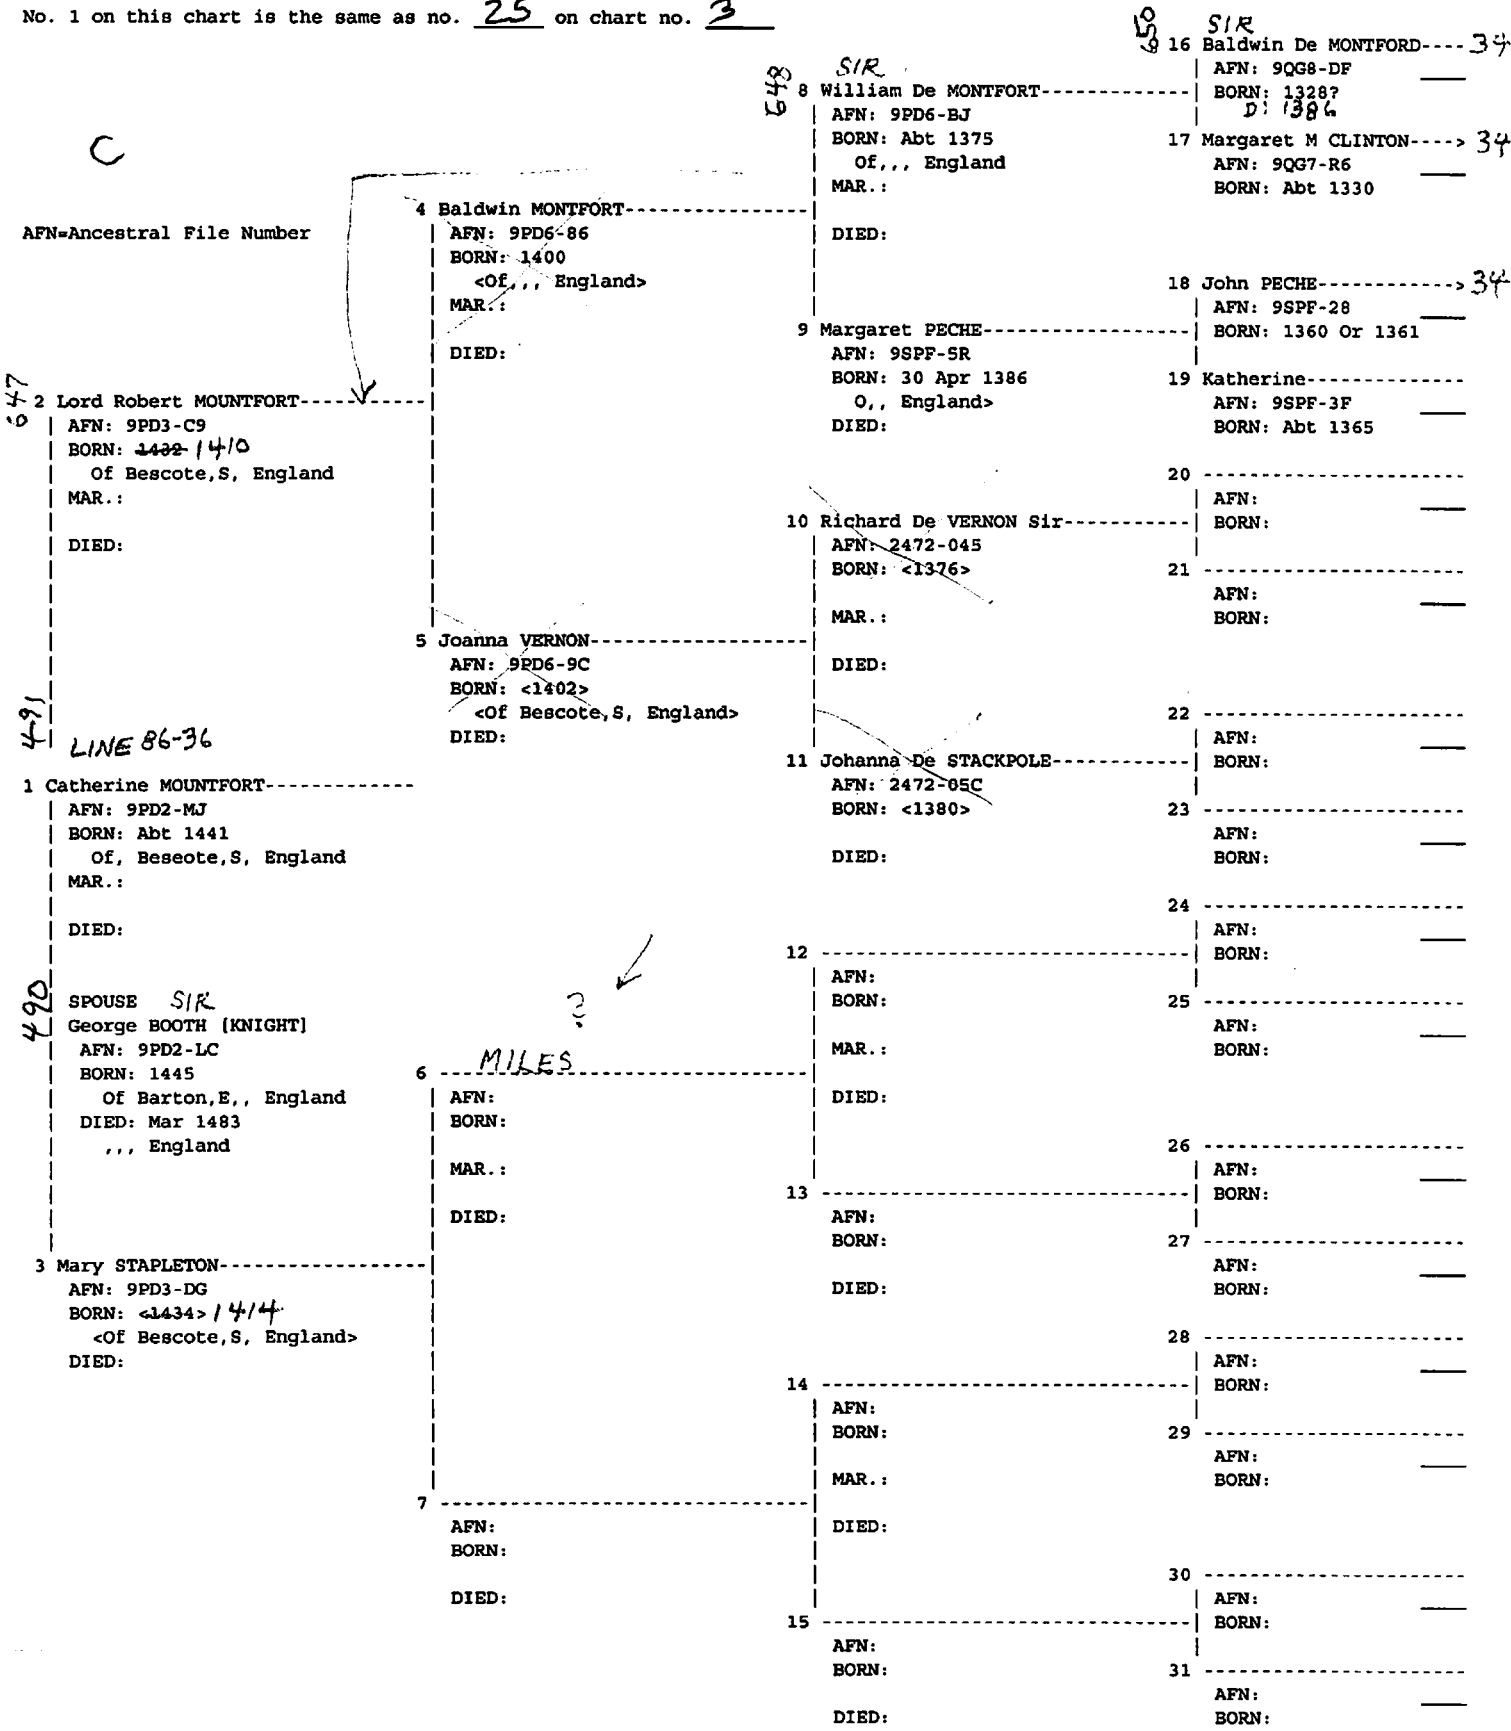 No. 1 on this chart is the same as no. 25 on chart no. 3
C
AFN=Ancestral File Number
647
2 Lord Robert MOUNTFORT
AFN: 9PD3-C9
BORN: 1432 1410
Of Bescote,S, England
MAR.:
DIED:
491
LINE 86-36
1 Catherine MOUNTFORT
AFN: 9PD2-MJ
BORN: Abt 1441
Of, Beseote,S, England
MAR.:
DIED:
490
SPOUSE SIR
George BOOTH [KNIGHT]
AFN: 9PD2-LC
BORN: 1445
Of Barton,E,, England
DIED: Mar 1483
,,, England
3 Mary STAPLETON
AFN: 9PD3-DG
BORN: <1434> 1414
<Of Bescote,S, England>
DIED:
4 Baldwin MONTFORT
AFN: 9PD6-86
BORN: 1400
<Of,,, England>
MAR.:
DIED:
5 Joanna VERNON
AFN: 9PD6-9C
BORN: <1402>
<Of Bescote,S, England>
DIED:
?
6 MILES
AFN:
BORN:
MAR.:
DIED:
7
AFN:
BORN:
DIED:
648
SIR
8 William De MONTFORT
AFN: 9PD6-BJ
BORN: Abt 1375
Of,,, England
MAR.:
DIED:
9 Margaret PECHE
AFN: 9SPF-SR
BORN: 30 Apr 1386
O,, England>
DIED:
10 Richard De VERNON Sir
AFN: 2472-045
BORN: <1376>
MAR.:
DIED:
11 Johanna De STACKPOLE
AFN: 2472-05C
BORN: <1380>
DIED:
12
AFN:
BORN:
MAR.:
DIED:
13
AFN:
BORN:
DIED:
14
AFN:
BORN:
MAR.:
DIED:
15
AFN:
BORN:
DIED:
650
SIR
16 Baldwin De MONTFORD---- 34
AFN: 9QG8-DF
BORN: 1328?
D: 1386
17 Margaret M CLINTON----> 34
AFN: 9QG7-R6
BORN: Abt 1330
18 John PECHE------------> 34
AFN: 9SPF-28
BORN: 1360 Or 1361
19 Katherine
AFN: 9SPF-3F
BORN: Abt 1365
20
AFN:
BORN:
21
AFN:
BORN:
22
AFN:
BORN:
23
AFN:
BORN:
24
AFN:
BORN:
25
AFN:
BORN:
26
AFN:
BORN:
27
AFN:
BORN:
28
AFN:
BORN:
29
AFN:
BORN:
30
AFN:
BORN:
31
AFN:
BORN: